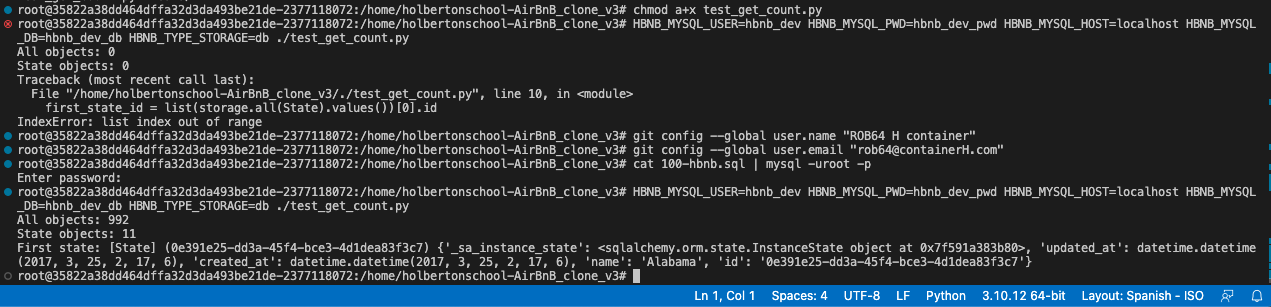 root@35822a38dd464dffa32d3da493be21de-2377118072:/home/holbertonschool-AirBnB_clone_v3# chmod a+x test_get_count.py
root@35822a38dd464dffa32d3da493be21de-2377118072:/home/holbertonschool-AirBnB_clone_v3# HBNB_MYSQL_USER=hbnb_dev HBNB_MYSQL_PWD=hbnb_dev_pwd HBNB_MYSQL_HOST=localhost HBNB_MYSQL
_DB=hbnb_dev_db HBNB_TYPE_STORAGE=db ./test_get_count.py
All objects: 0
State objects: 0
Traceback (most recent call last):
  File "/home/holbertonschool-AirBnB_clone_v3/./test_get_count.py", line 10, in <module>
    first_state_id = list(storage.all(State).values())[0].id
IndexError: list index out of range
root@35822a38dd464dffa32d3da493be21de-2377118072:/home/holbertonschool-AirBnB_clone_v3# git config --global user.name "ROB64 H container"
root@35822a38dd464dffa32d3da493be21de-2377118072:/home/holbertonschool-AirBnB_clone_v3# git config --global user.email "rob64@containerH.com"
root@35822a38dd464dffa32d3da493be21de-2377118072:/home/holbertonschool-AirBnB_clone_v3# cat 100-hbnb.sql | mysql -uroot -p
Enter password:
root@35822a38dd464dffa32d3da493be21de-2377118072:/home/holbertonschool-AirBnB_clone_v3# HBNB_MYSQL_USER=hbnb_dev HBNB_MYSQL_PWD=hbnb_dev_pwd HBNB_MYSQL_HOST=localhost HBNB_MYSQL
_DB=hbnb_dev_db HBNB_TYPE_STORAGE=db ./test_get_count.py
All objects: 992
State objects: 11
First state: [State] (0e391e25-dd3a-45f4-bce3-4d1dea83f3c7) {'_sa_instance_state': <sqlalchemy.orm.state.InstanceState object at 0x7f591a383b80>, 'updated_at': datetime.datetime
(2017, 3, 25, 2, 17, 6), 'created_at': datetime.datetime(2017, 3, 25, 2, 17, 6), 'name': 'Alabama', 'id': '0e391e25-dd3a-45f4-bce3-4d1dea83f3c7'}
root@35822a38dd464dffa32d3da493be21de-2377118072:/home/holbertonschool-AirBnB_clone_v3#
Ln 1, Col 1 Spaces: 4 UTF-8 LF Python 3.10.12 64-bit Layout: Spanish - ISO